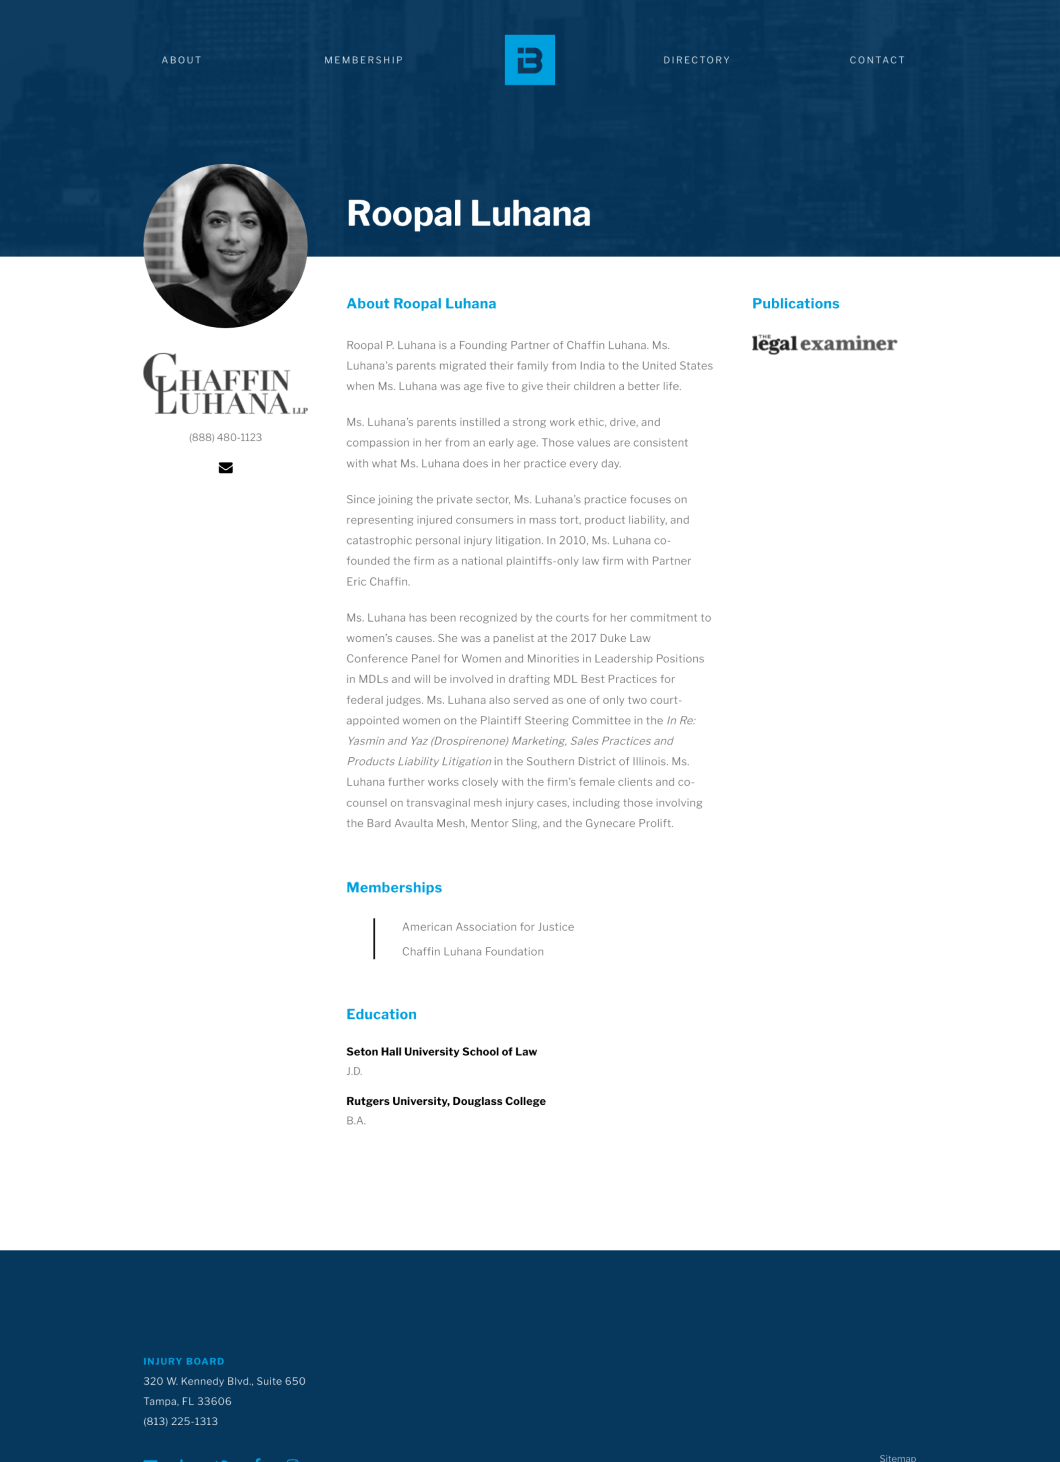 ABOUT
MEMBERSHIP
IB
DIRECTORY
CONTACT
Roopal Luhana
CHAFFIN
LUHANA LLP
(888) 480-1123
About Roopal Luhana
Roopal P. Luhana is a Founding Partner of Chaffin Luhana. Ms.
Luhana’s parents migrated their family from India to the United States
when Ms. Luhana was age five to give their children a better life.
Ms. Luhana’s parents instilled a strong work ethic, drive, and
compassion in her from an early age. Those values are consistent
with what Ms. Luhana does in her practice every day.
Since joining the private sector, Ms. Luhana’s practice focuses on
representing injured consumers in mass tort, product liability, and
catastrophic personal injury litigation. In 2010, Ms. Luhana co-
founded the firm as a national plaintiffs-only law firm with Partner
Eric Chaffin.
Ms. Luhana has been recognized by the courts for her commitment to
women’s causes. She was a panelist at the 2017 Duke Law
Conference Panel for Women and Minorities in Leadership Positions
in MDLs and will be involved in drafting MDL Best Practices for
federal judges. Ms. Luhana also served as one of only two court-
appointed women on the Plaintiff Steering Committee in the In Re:
Yasmin and Yaz (Drospirenone) Marketing, Sales Practices and
Products Liability Litigation in the Southern District of Illinois. Ms.
Luhana further works closely with the firm’s female clients and co-
counsel on transvaginal mesh injury cases, including those involving
the Bard Avaulta Mesh, Mentor Sling, and the Gynecare Prolift.
Memberships
American Association for Justice
Chaffin Luhana Foundation
Education
Seton Hall University School of Law
J.D.
Rutgers University, Douglass College
B.A.
Publications
THE
legal examiner
INJURY BOARD
320 W. Kennedy Blvd., Suite 650
Tampa, FL 33606
(813) 225-1313
Sitemap